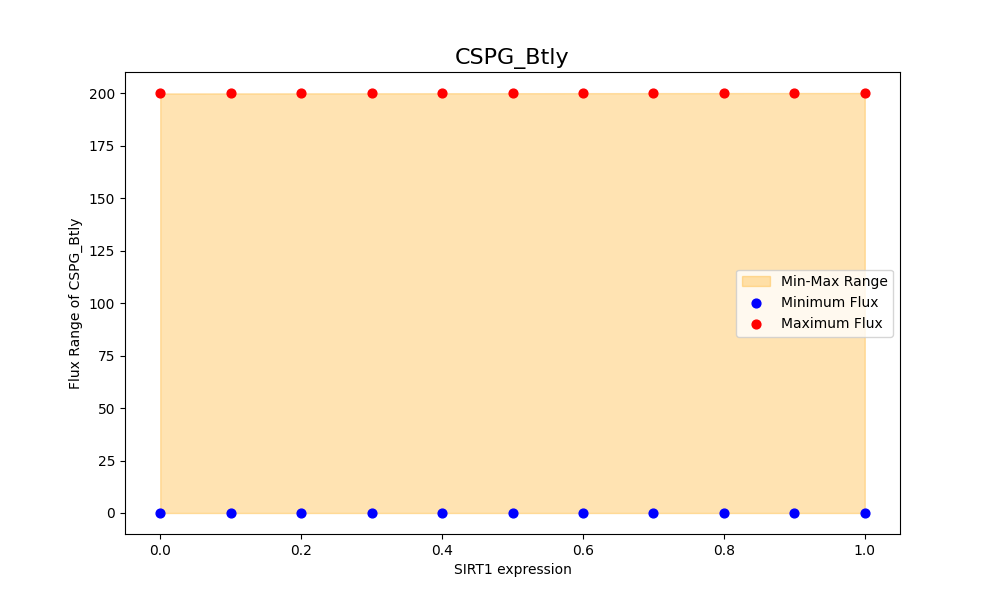 CSPG_Btly
Flux Range of CSPG_Btly
200
175
150
125
100
75
50
25
0
Min-Max Range
Minimum Flux
Maximum Flux
0.0 0.2 0.4 0.6 0.8 1.0
SIRT1 expression